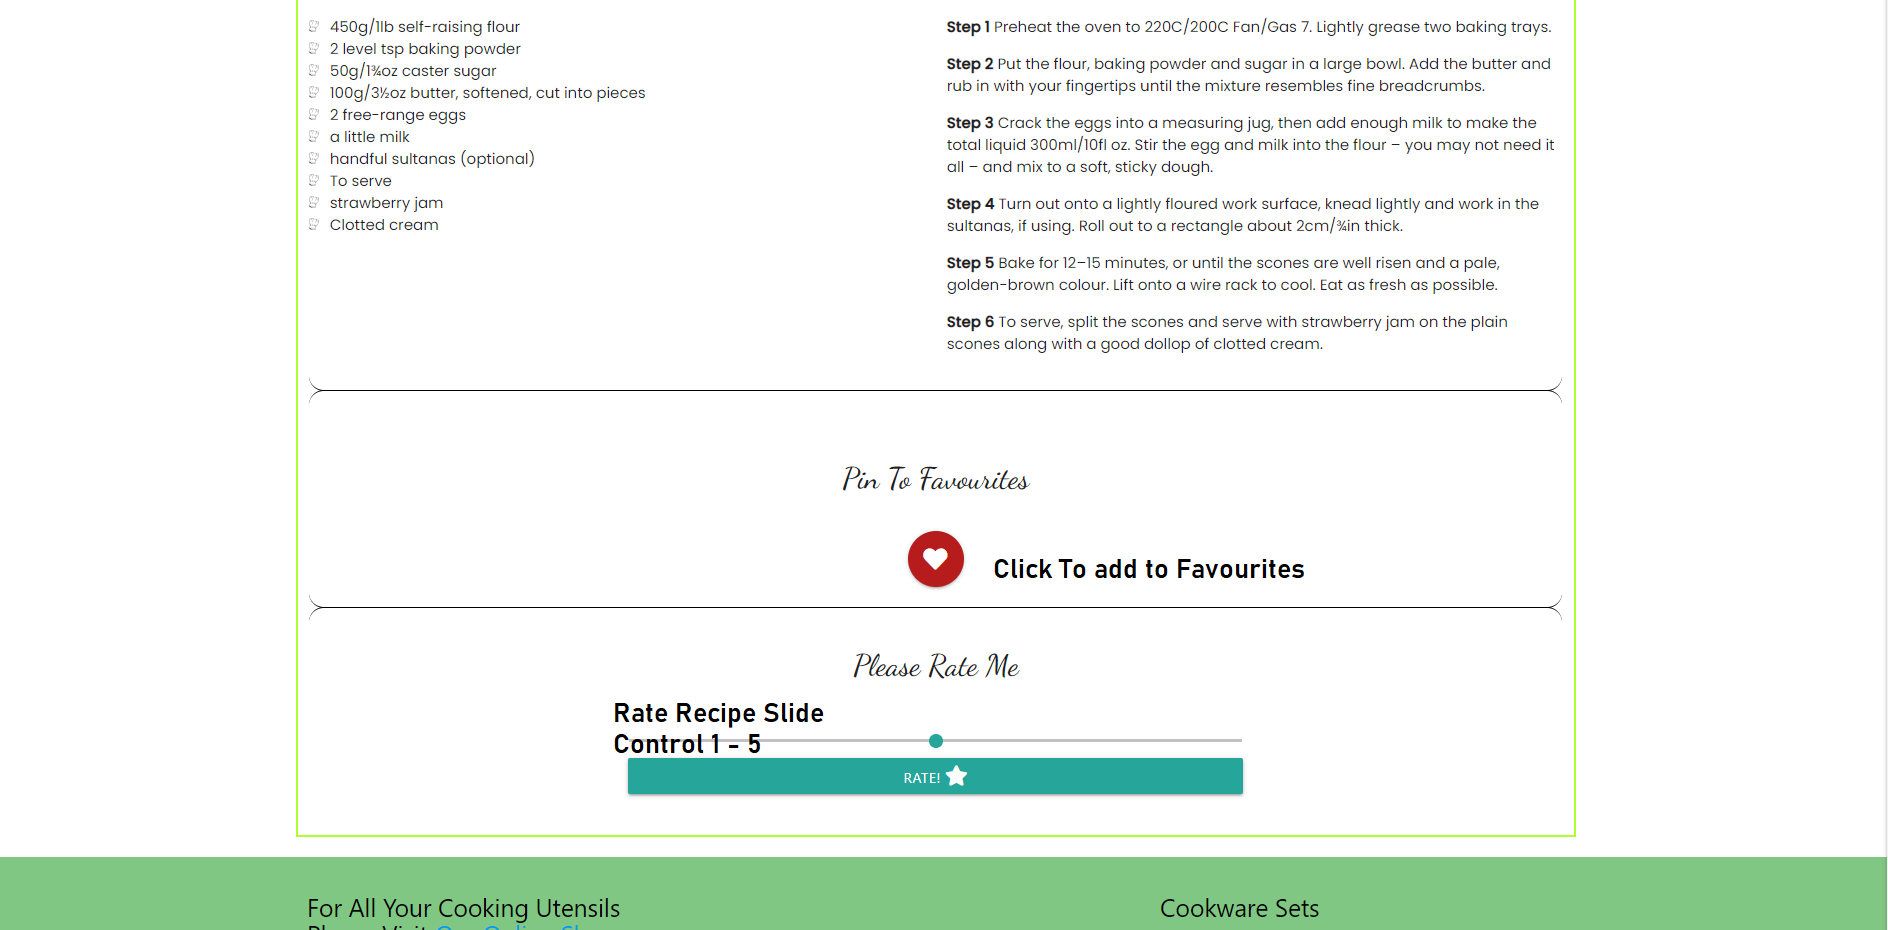 450g/1lb self-raising flour
2 level tsp baking powder
50g/1¾oz caster sugar
100g/3½oz butter, softened, cut into pieces
2 free-range eggs
a little milk
handful sultanas (optional)
To serve
strawberry jam
Clotted cream
Step 1 Preheat the oven to 220C/200C Fan/Gas 7. Lightly grease two baking trays.
Step 2 Put the flour, baking powder and sugar in a large bowl. Add the butter and
rub in with your fingertips until the mixture resembles fine breadcrumbs.
Step 3 Crack the eggs into a measuring jug, then add enough milk to make the
total liquid 300ml/10fl oz. Stir the egg and milk into the flour – you may not need it
all – and mix to a soft, sticky dough.
Step 4 Turn out onto a lightly floured work surface, knead lightly and work in the
sultanas, if using. Roll out to a rectangle about 2cm/¾in thick.
Step 5 Bake for 12–15 minutes, or until the scones are well risen and a pale,
golden-brown colour. Lift onto a wire rack to cool. Eat as fresh as possible.
Step 6 To serve, split the scones and serve with strawberry jam on the plain
scones along with a good dollop of clotted cream.
Pin To Favourites
Click To add to Favourites
Please Rate Me
Rate Recipe Slide
Control 1 - 5
RATE!
For All Your Cooking Utensils
Cookware Sets